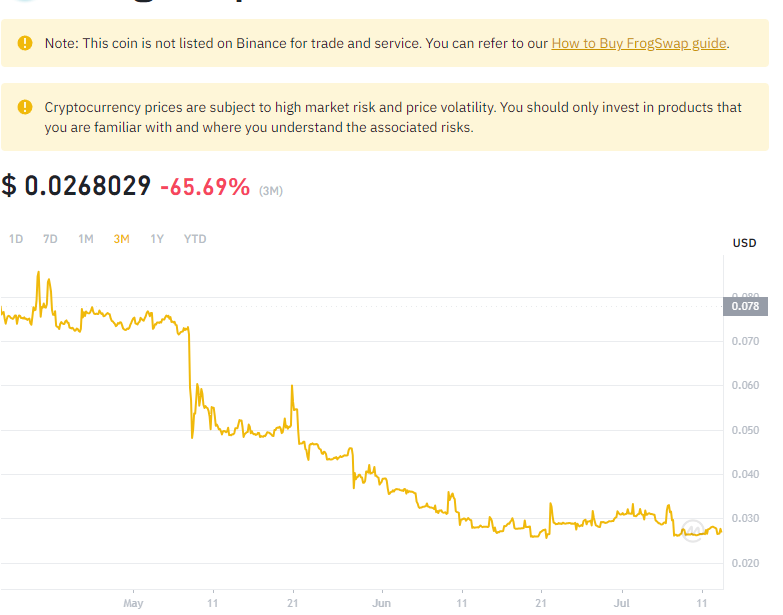 Note: This coin is not listed on Binance for trade and service. You can refer to our How to Buy FrogSwap guide.
Cryptocurrency prices are subject to high market risk and price volatility. You should only invest in products that
you are familiar with and where you understand the associated risks.
$ 0.0268029 -65.69% (3M)
1D 7D 1M 3M 1Y YTD
USD
0.080
0.078
0.070
0.060
0.050
0.040
0.030
0.020
May 11 21 Jun 11 21 Jul 11